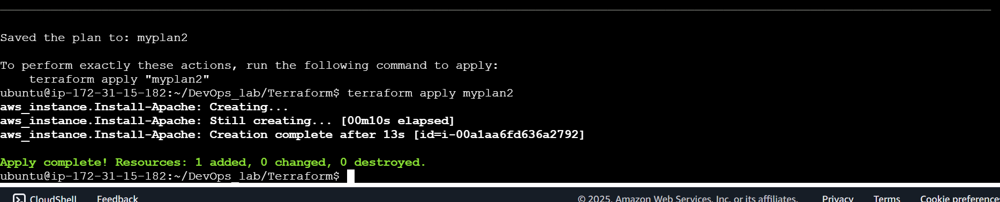 Saved the plan to: myplan2
To perform exactly these actions, run the following command to apply:
    terraform apply "myplan2"
ubuntu@ip-172-31-15-182:~/DevOps_lab/Terraform$ terraform apply myplan2
aws_instance.Install-Apache: Creating...
aws_instance.Install-Apache: Still creating... [00m10s elapsed]
aws_instance.Install-Apache: Creation complete after 13s [id=i-00a1aa6fd636a2792]
Apply complete! Resources: 1 added, 0 changed, 0 destroyed.
ubuntu@ip-172-31-15-182:~/DevOps_lab/Terraform$
CloudShell Feedback © 2025, Amazon Web Services, Inc. or its affiliates. Privacy Terms Cookie preferences